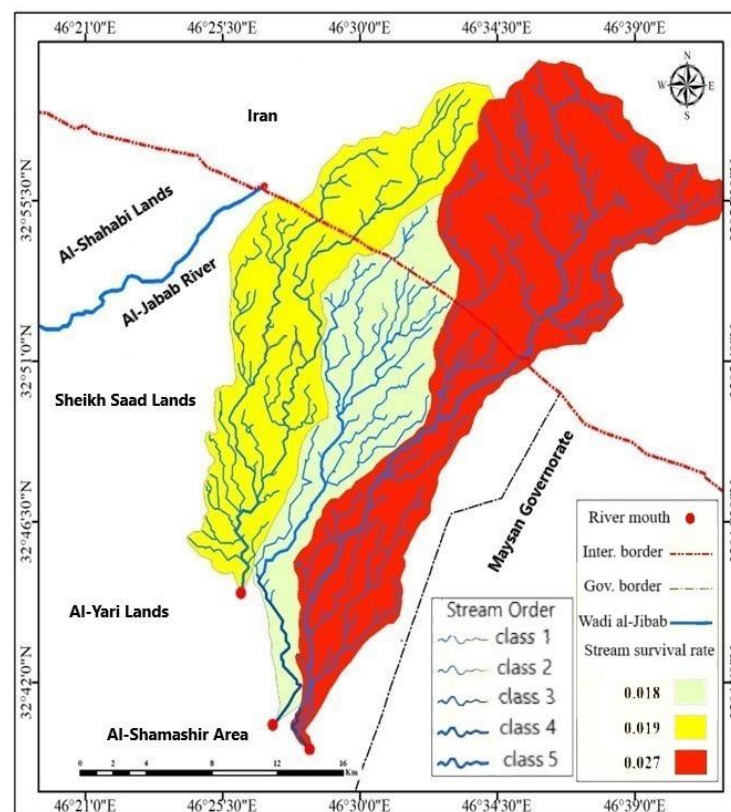 46°21'0"E 46°25'30"E 46°30'0"E 46°34'30"E 46°39'0"E
N
W E
S
Iran
32°55'30"N
Al-Shahabi Lands
Al-Jabab River
32°51'0"N
Sheikh Saad Lands
Maysan Governorate
32°46'30"N
Al-Yari Lands
32°42'0"N
Al-Shamashir Area
River mouth
Inter. border
Gov. border
Wadi al-Jibab
Stream survival rate
0.018
0.019
0.027
Stream Order
class 1
class 2
class 3
class 4
class 5
0 2 4 8 12 16
Km
46°21'0"E 46°25'30"E 46°30'0"E 46°34'30"E 46°39'0"E